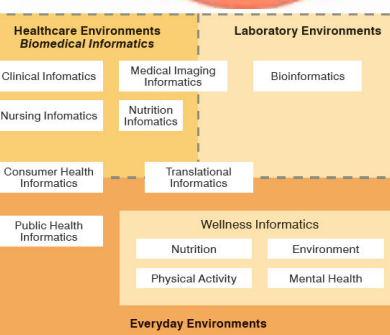 Healthcare Environments
Biomedical Informatics
Laboratory Environments
Clinical Infomatics
Medical Imaging
Informatics
Bioinformatics
Nursing Infomatics
Nutrition
Infomatics
Consumer Health
Informatics
Translational
Informatics
Public Health
Informatics
Wellness Informatics
Nutrition
Environment
Physical Activity
Mental Health
Everyday Environments